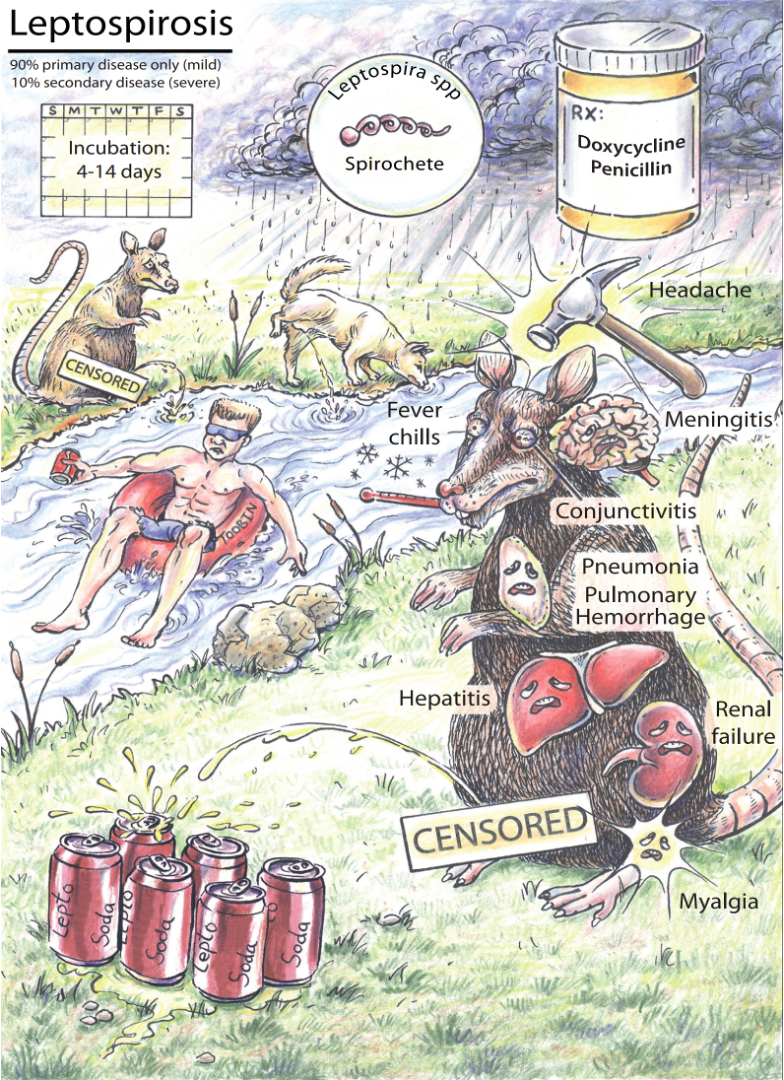 Leptospirosis
90% primary disease only (mild)
10% secondary disease (severe)
S M T W T F S
Incubation:
4-14 days
Leptospira spp
Spirochete
RX:
Doxycycline
Penicillin
Headache
CENSORED
Fever
chills
Meningitis
TOOBIN
Conjunctivitis
Pneumonia
Pulmonary
Hemorrhage
Hepatitis
Renal
failure
CENSORED
Myalgia
Lepto
Soda
Lepto
Soda
Lepto
Soda
to
Soda